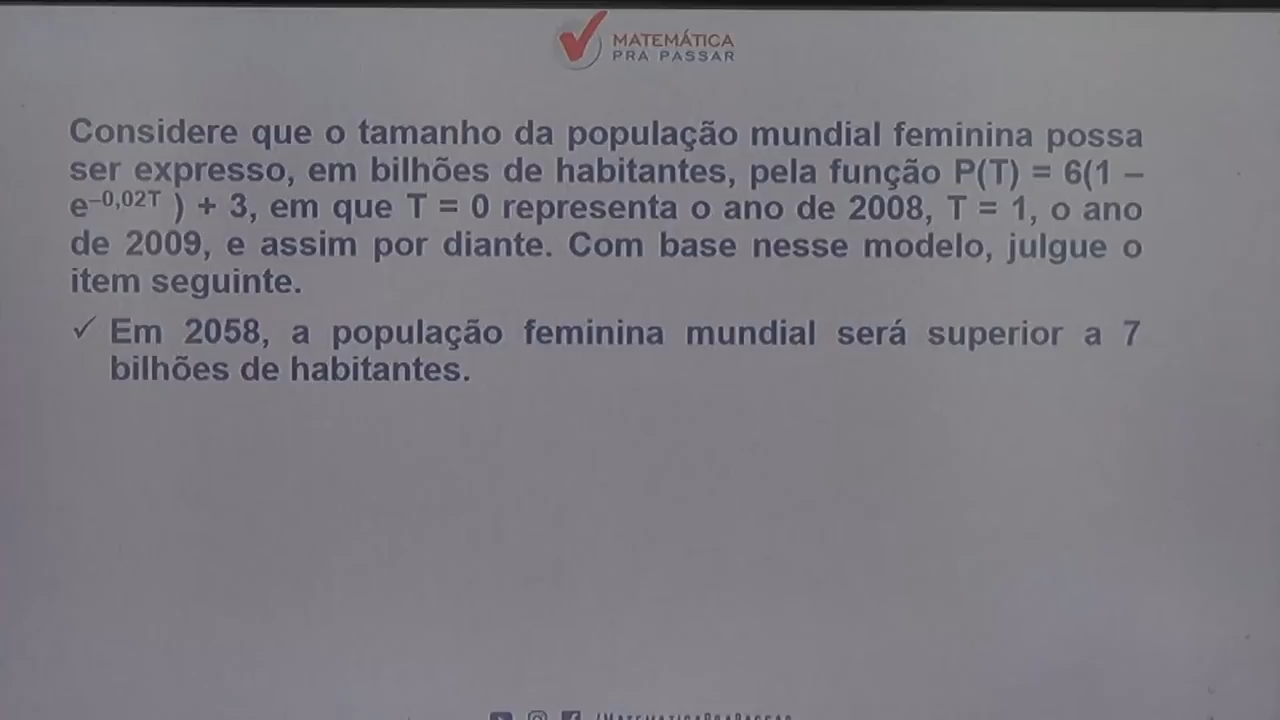 MATEMÁTICA
PRA PASSAR
Considere que o tamanho da população mundial feminina possa
ser expresso, em bilhões de habitantes, pela função P(T) = 6(1 –
e⁻⁰,⁰²ᵀ ) + 3, em que T = 0 representa o ano de 2008, T = 1, o ano
de 2009, e assim por diante. Com base nesse modelo, julgue o
item seguinte.
✓ Em 2058, a população feminina mundial será superior a 7
bilhões de habitantes.
/MATEMATICAPRAPASSAR